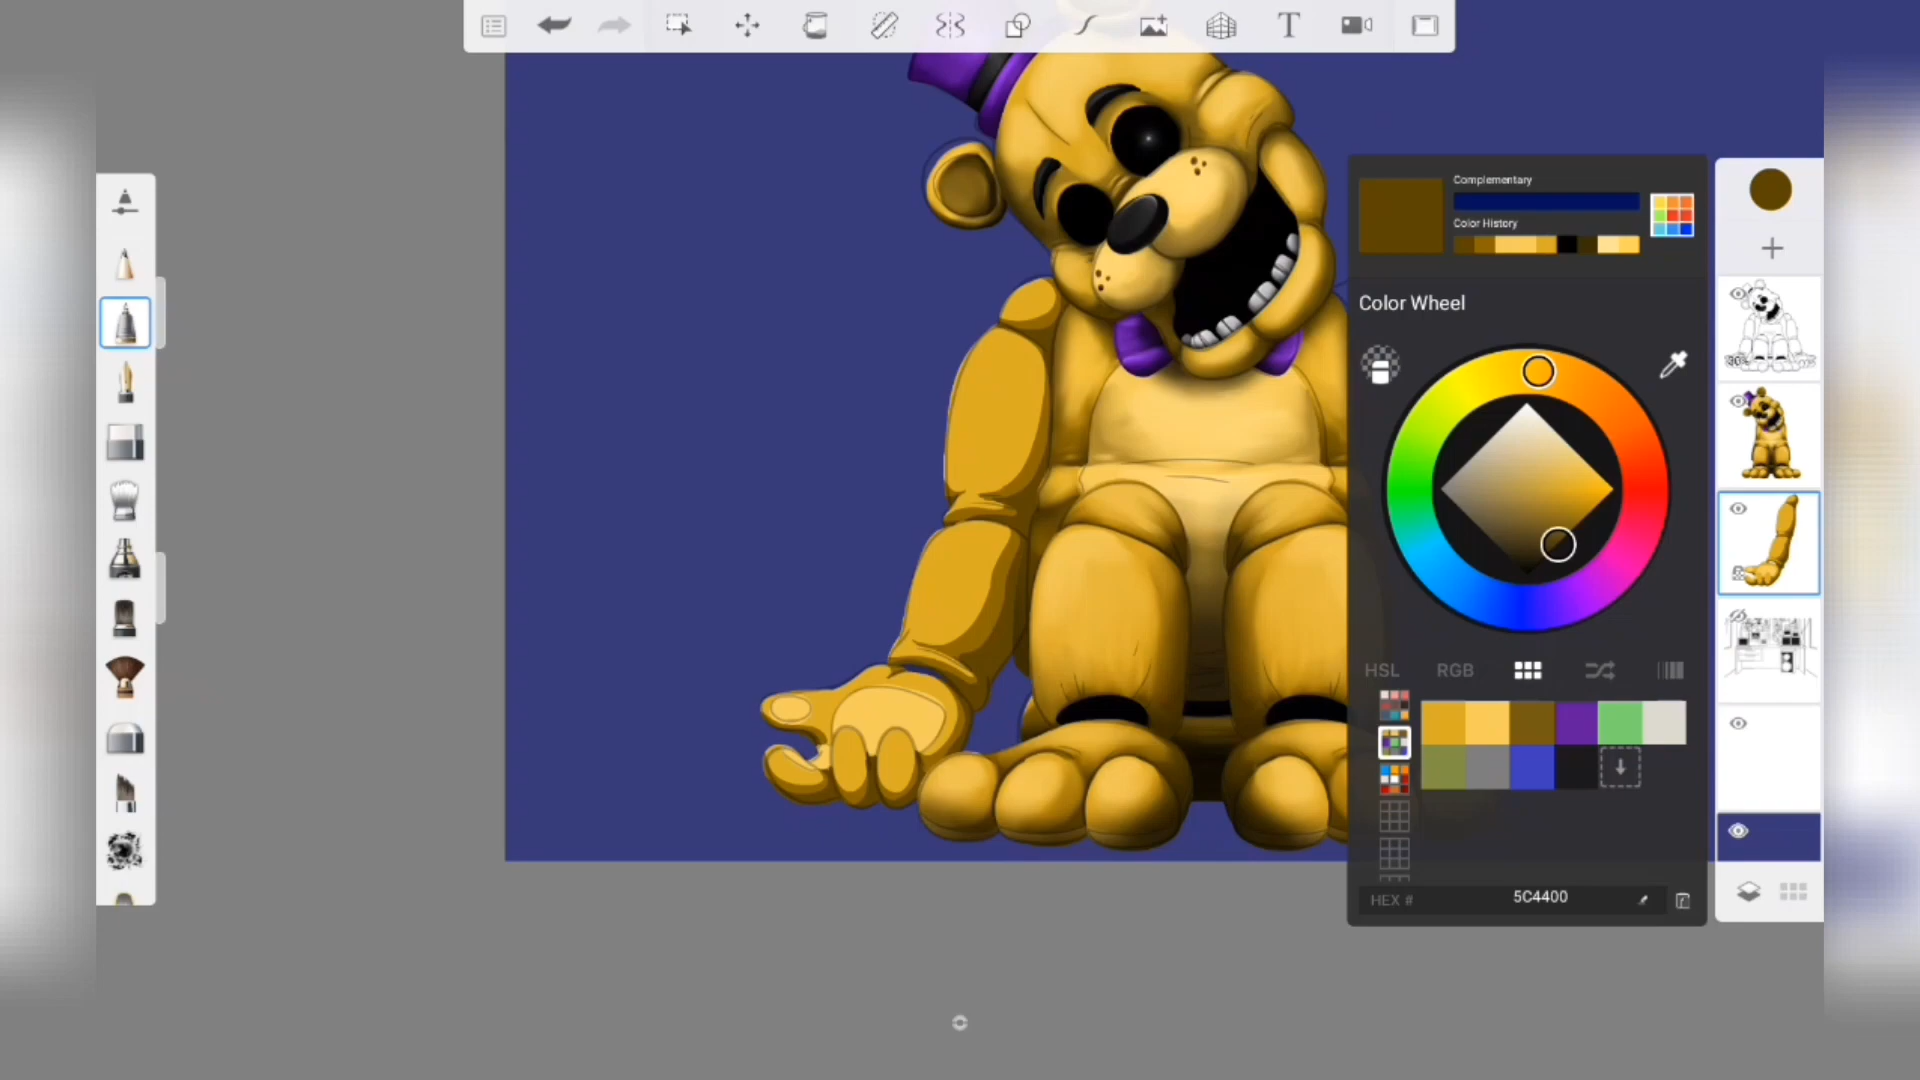 T
Complementary
Color History
Color Wheel
HSL RGB
HEX # 5C4400